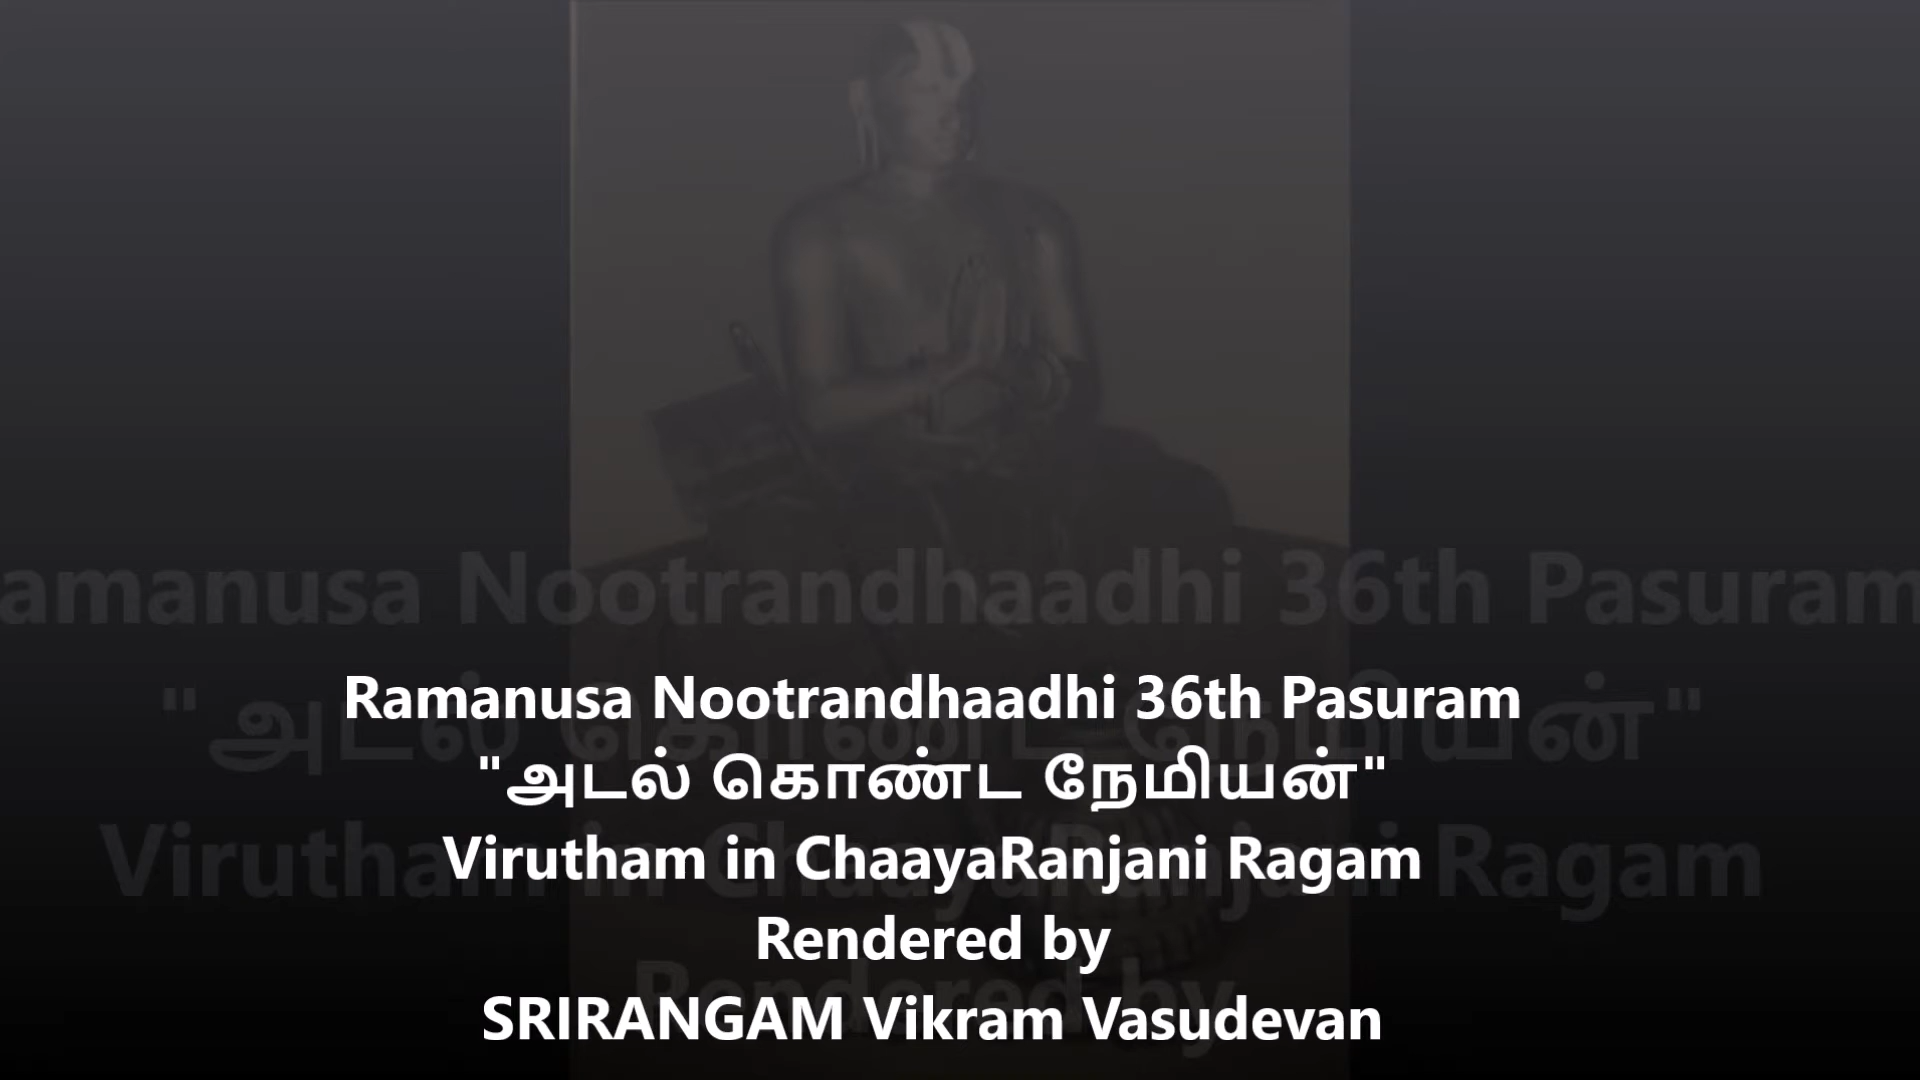 Ramanusa Nootrandhaadhi 36th Pasuram
"அடல் கொண்ட நேமியன்"
Virutham in ChaayaRanjani Ragam
Rendered by
SRIRANGAM Vikram Vasudevan